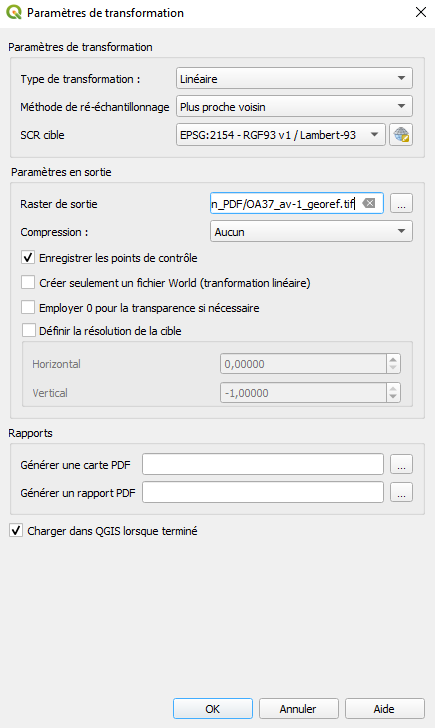 Paramètres de transformation
Paramètres de transformation
Type de transformation :
Linéaire
Méthode de ré-échantillonnage
Plus proche voisin
SCR cible
EPSG:2154 - RGF93 v1 / Lambert-93
Paramètres en sortie
Raster de sortie
n_PDF/OA37_av-1_georef.tif
...
Compression :
Aucun
Enregistrer les points de contrôle
Créer seulement un fichier World (tranformation linéaire)
Employer 0 pour la transparence si nécessaire
Définir la résolution de la cible
Horizontal
0,00000
Vertical
-1,00000
Rapports
Générer une carte PDF
...
Générer un rapport PDF
...
Charger dans QGIS lorsque terminé
OK
Annuler
Aide